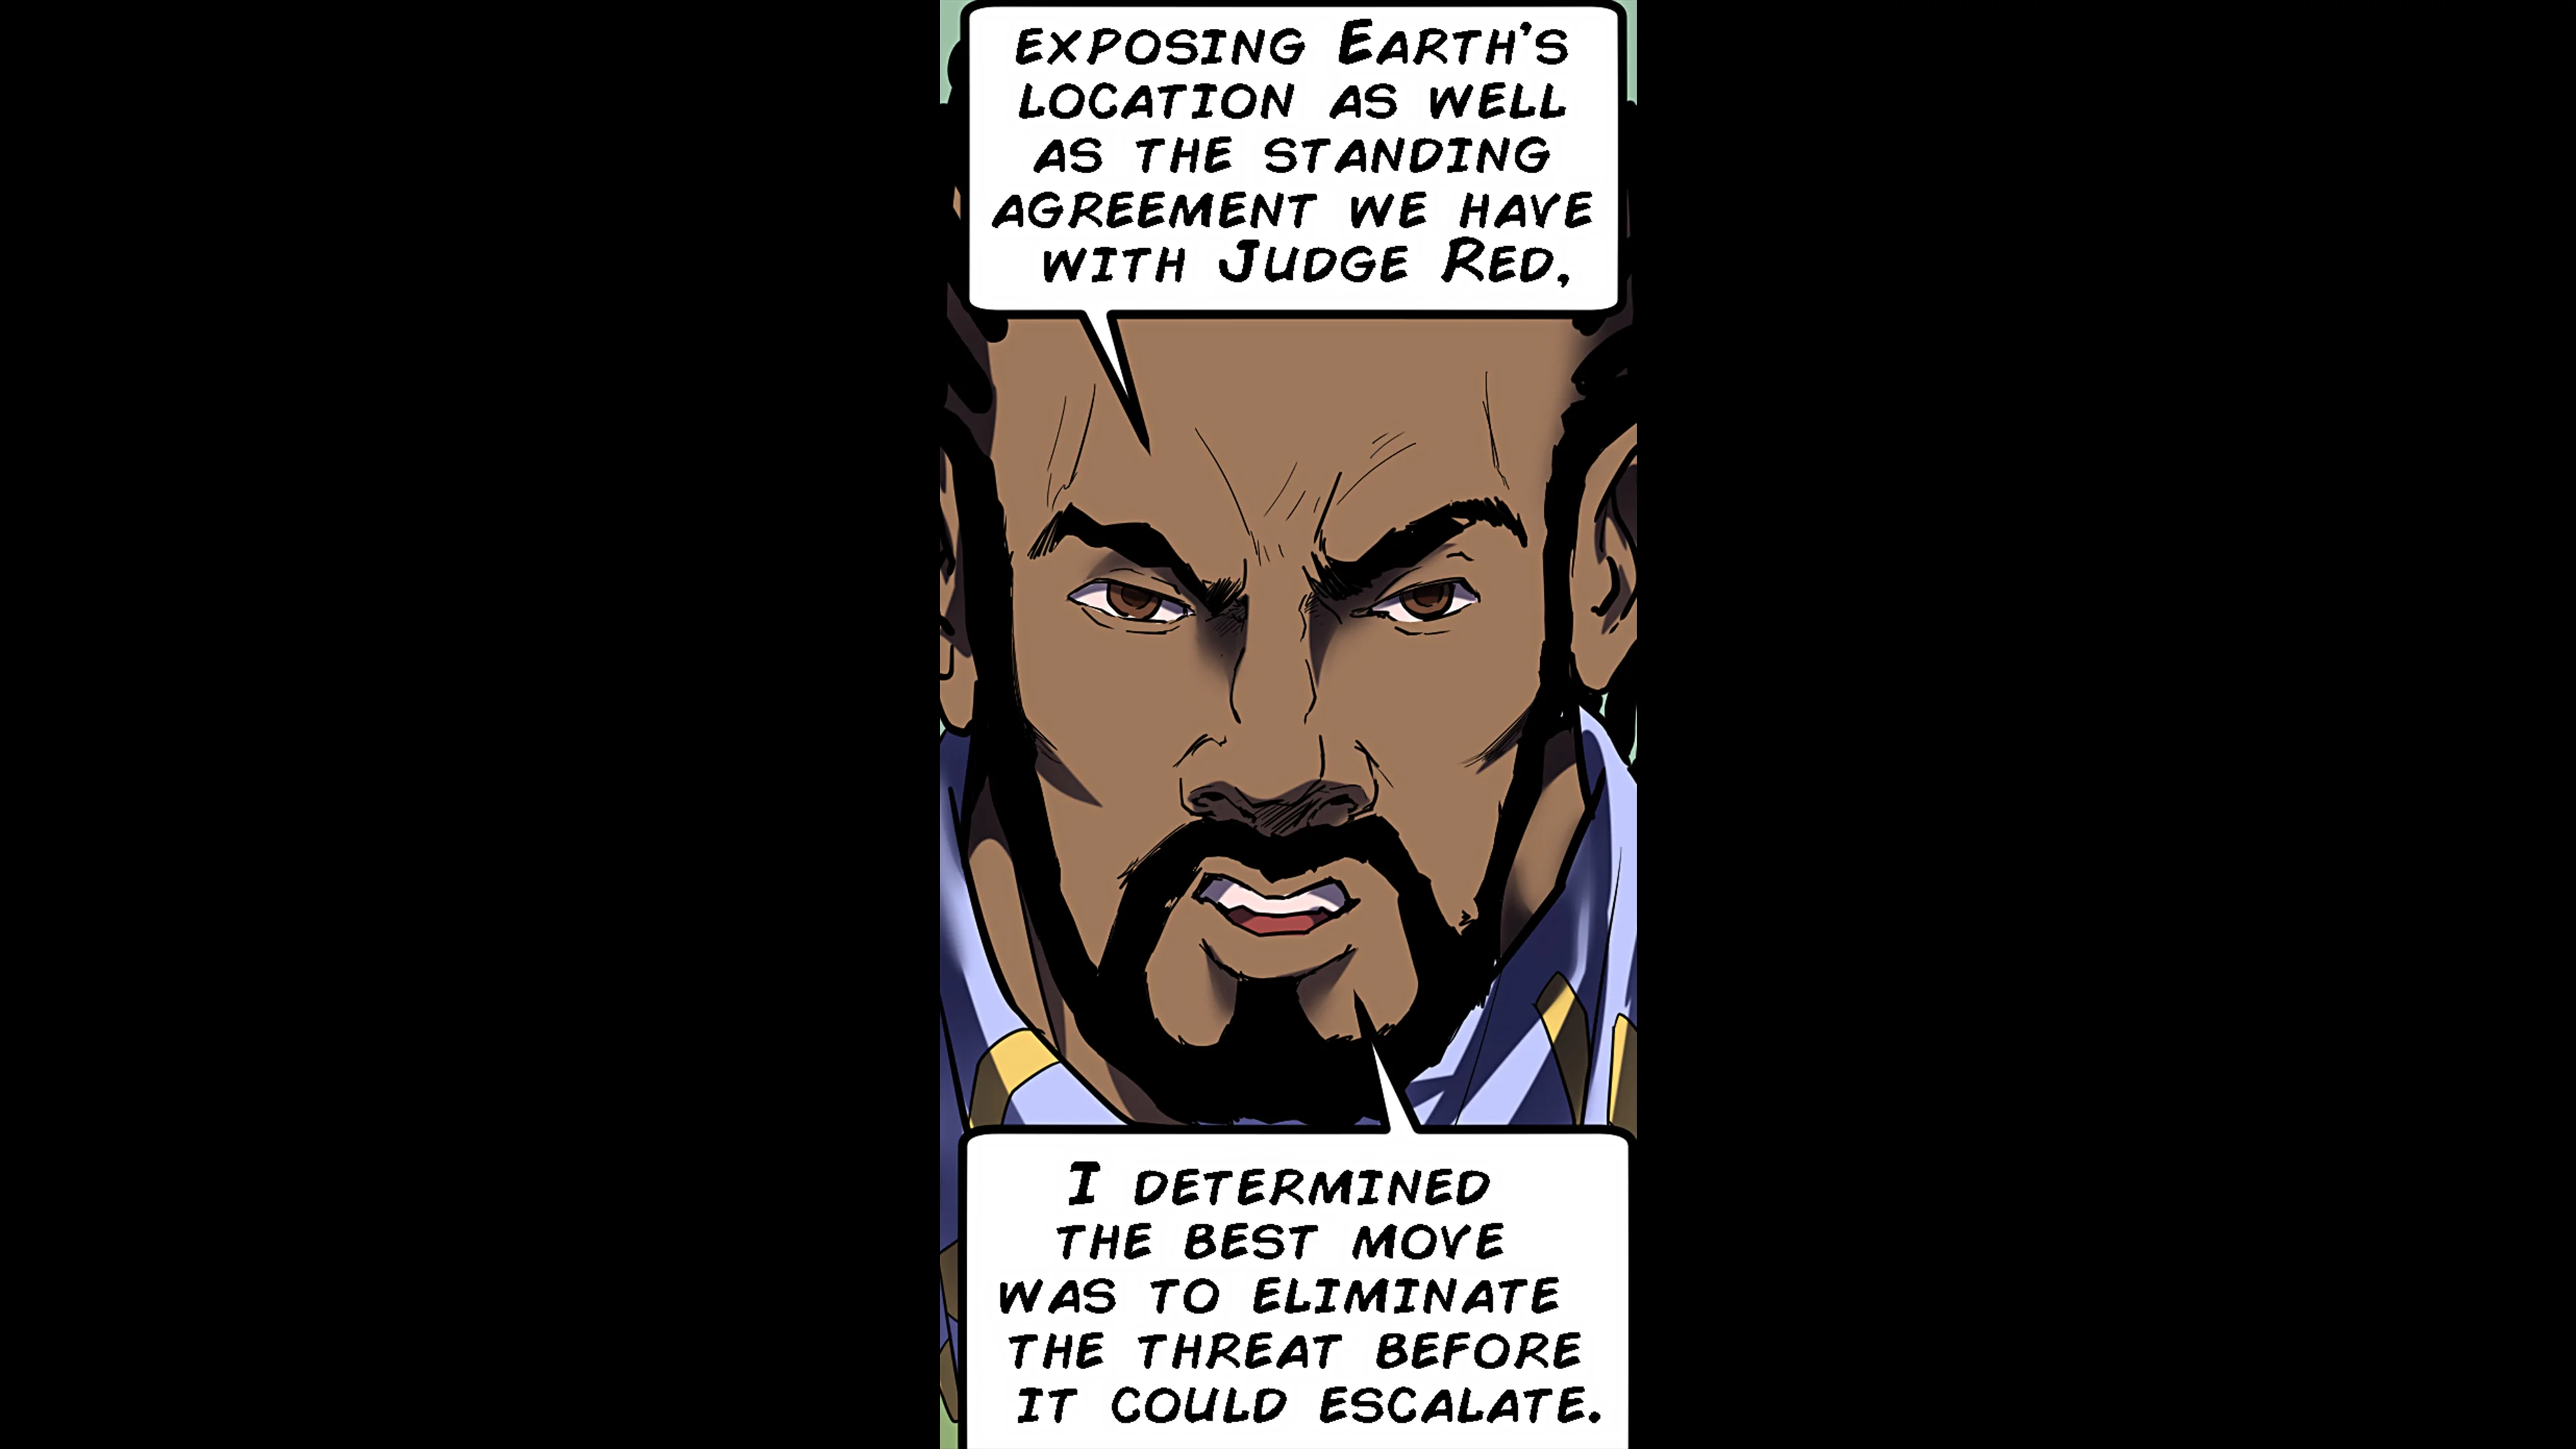 EXPOSING EARTH'S
LOCATION AS WELL
AS THE STANDING
AGREEMENT WE HAVE
WITH JUDGE RED,
I DETERMINED
THE BEST MOVE
WAS TO ELIMINATE
THE THREAT BEFORE
IT COULD ESCALATE.